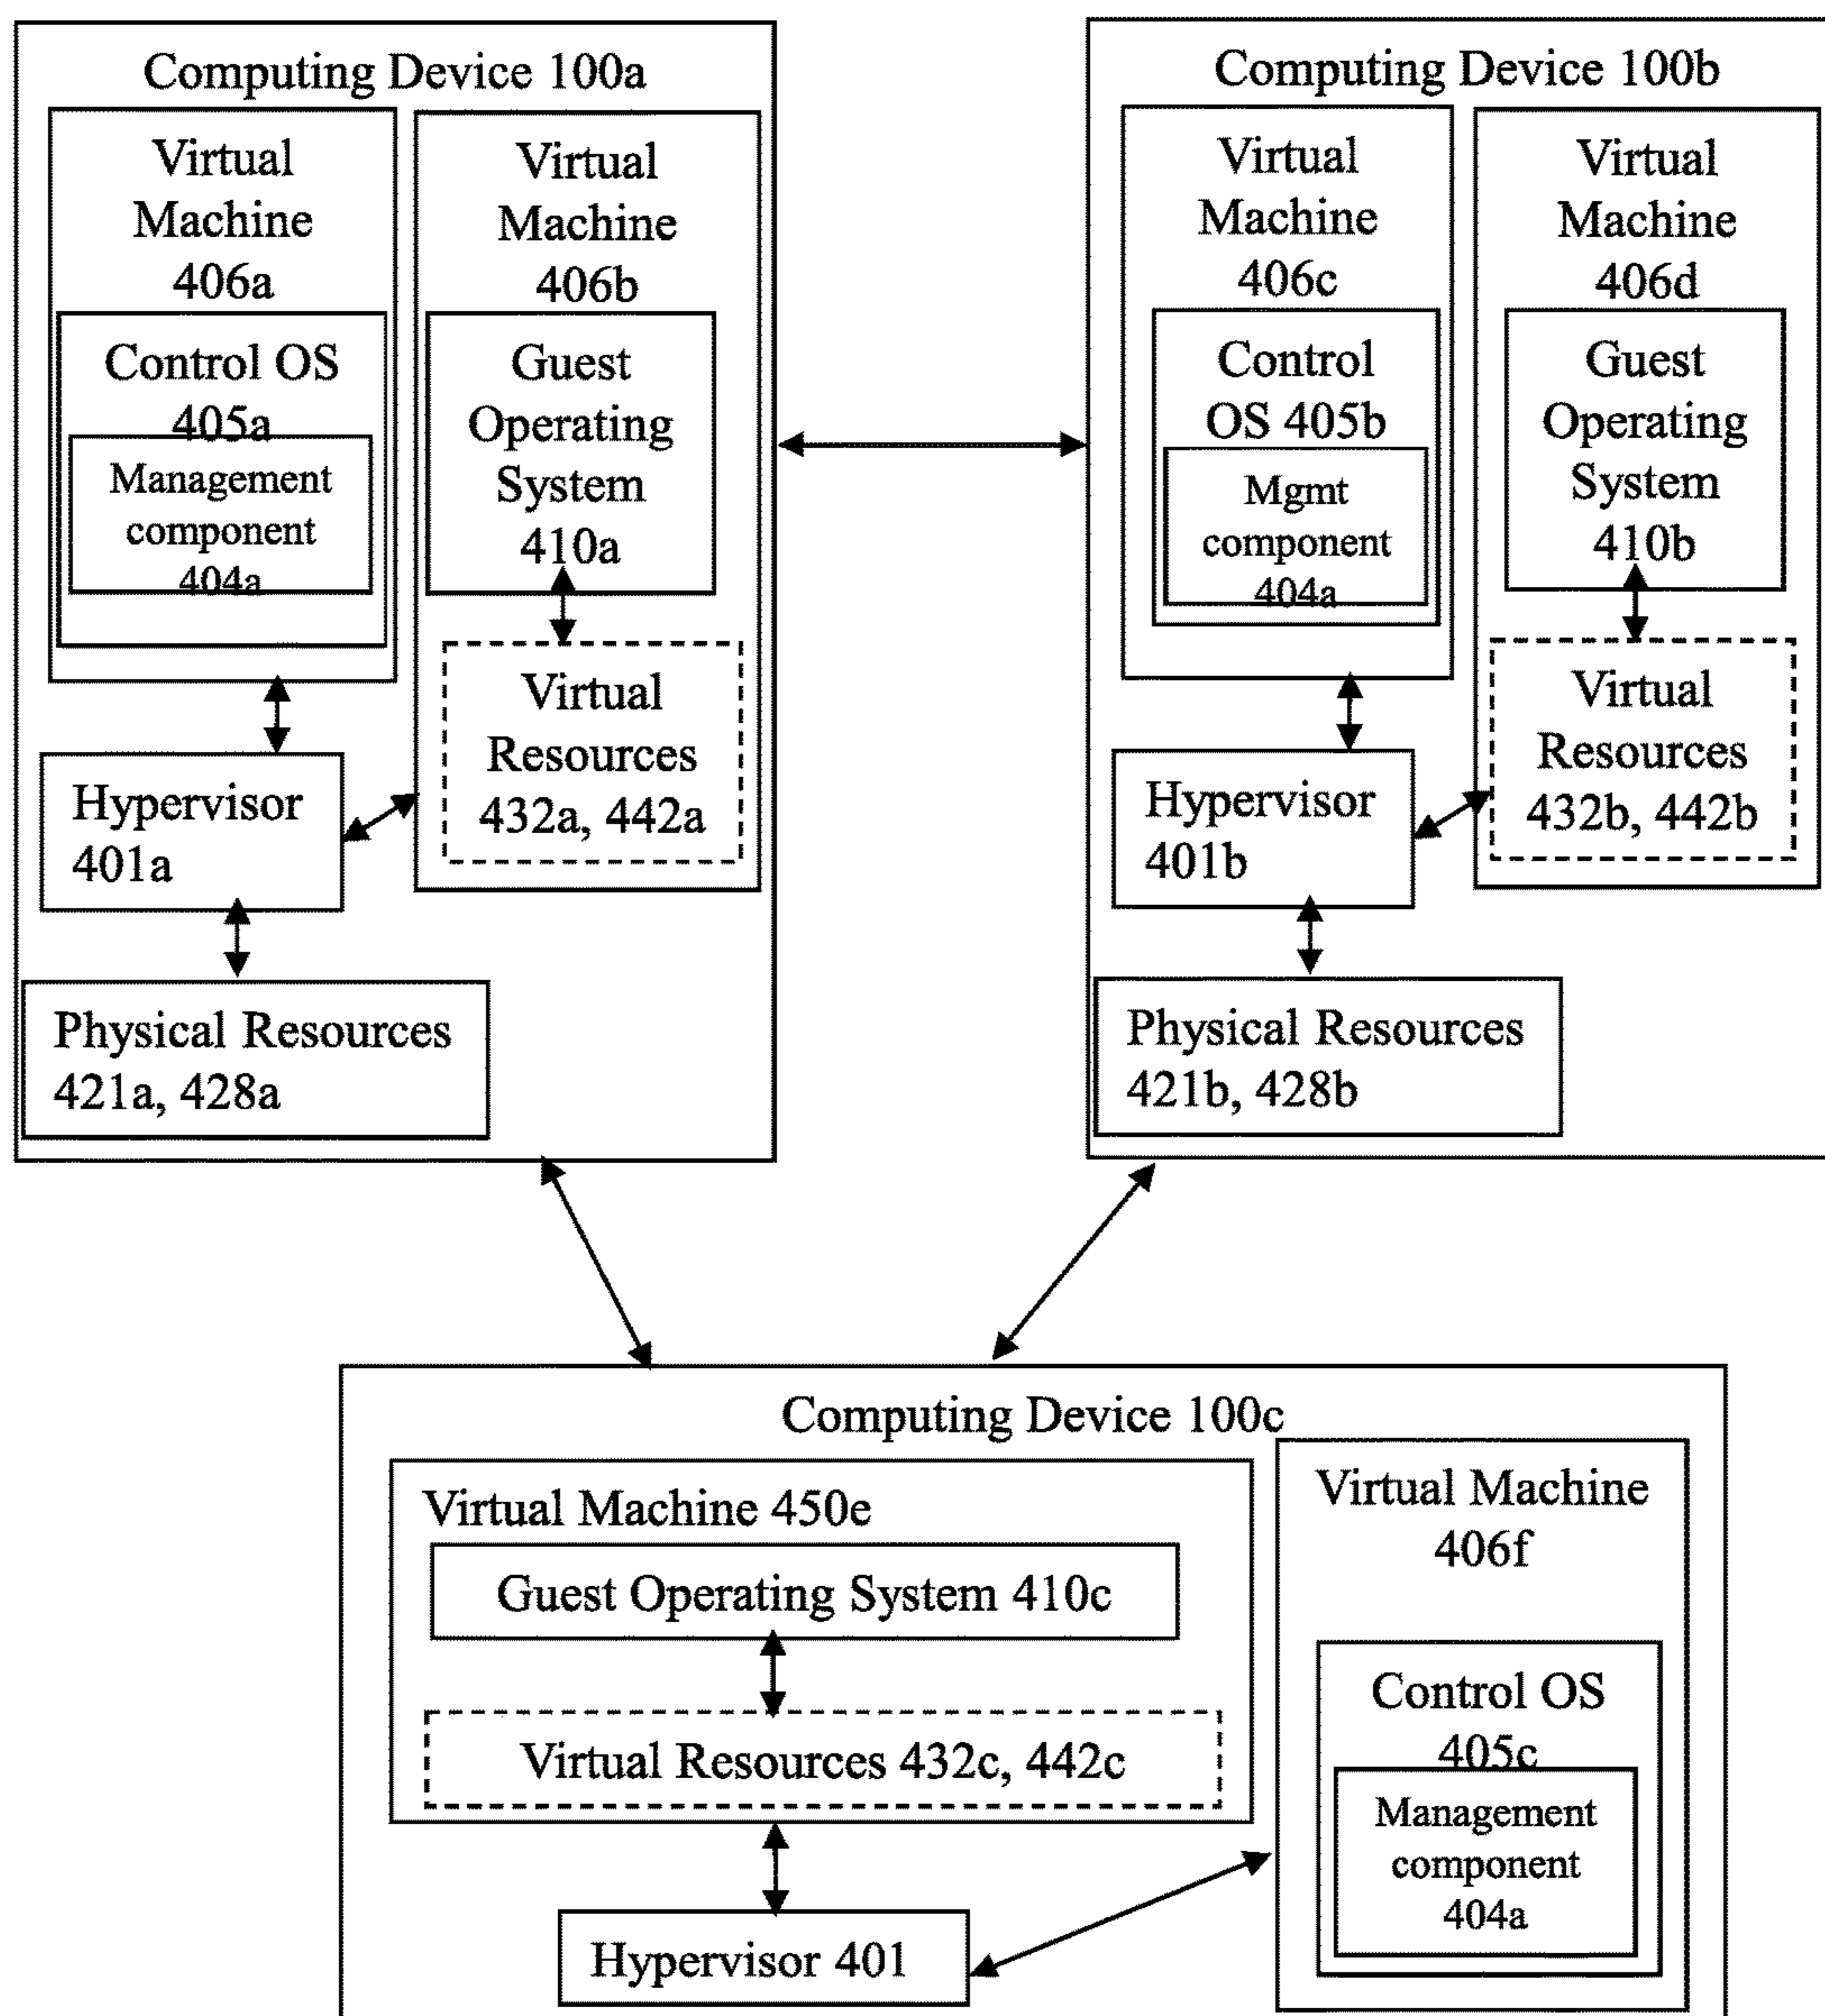 Computing Device 100a
Virtual
Machine
406a
Control OS
405a
Management
component
404a
Virtual
Machine
406b
Guest
Operating
System
410a
Virtual
Resources
432a, 442a
Hypervisor
401a
Physical Resources
421a, 428a
Computing Device 100b
Virtual
Machine
406c
Control
OS 405b
Mgmt
component
404a
Virtual
Machine
406d
Guest
Operating
System
410b
Virtual
Resources
432b, 442b
Hypervisor
401b
Physical Resources
421b, 428b
Computing Device 100c
Virtual Machine 450e
Guest Operating System 410c
Virtual Resources 432c, 442c
Hypervisor 401
Virtual Machine
406f
Control OS
405c
Management
component
404a